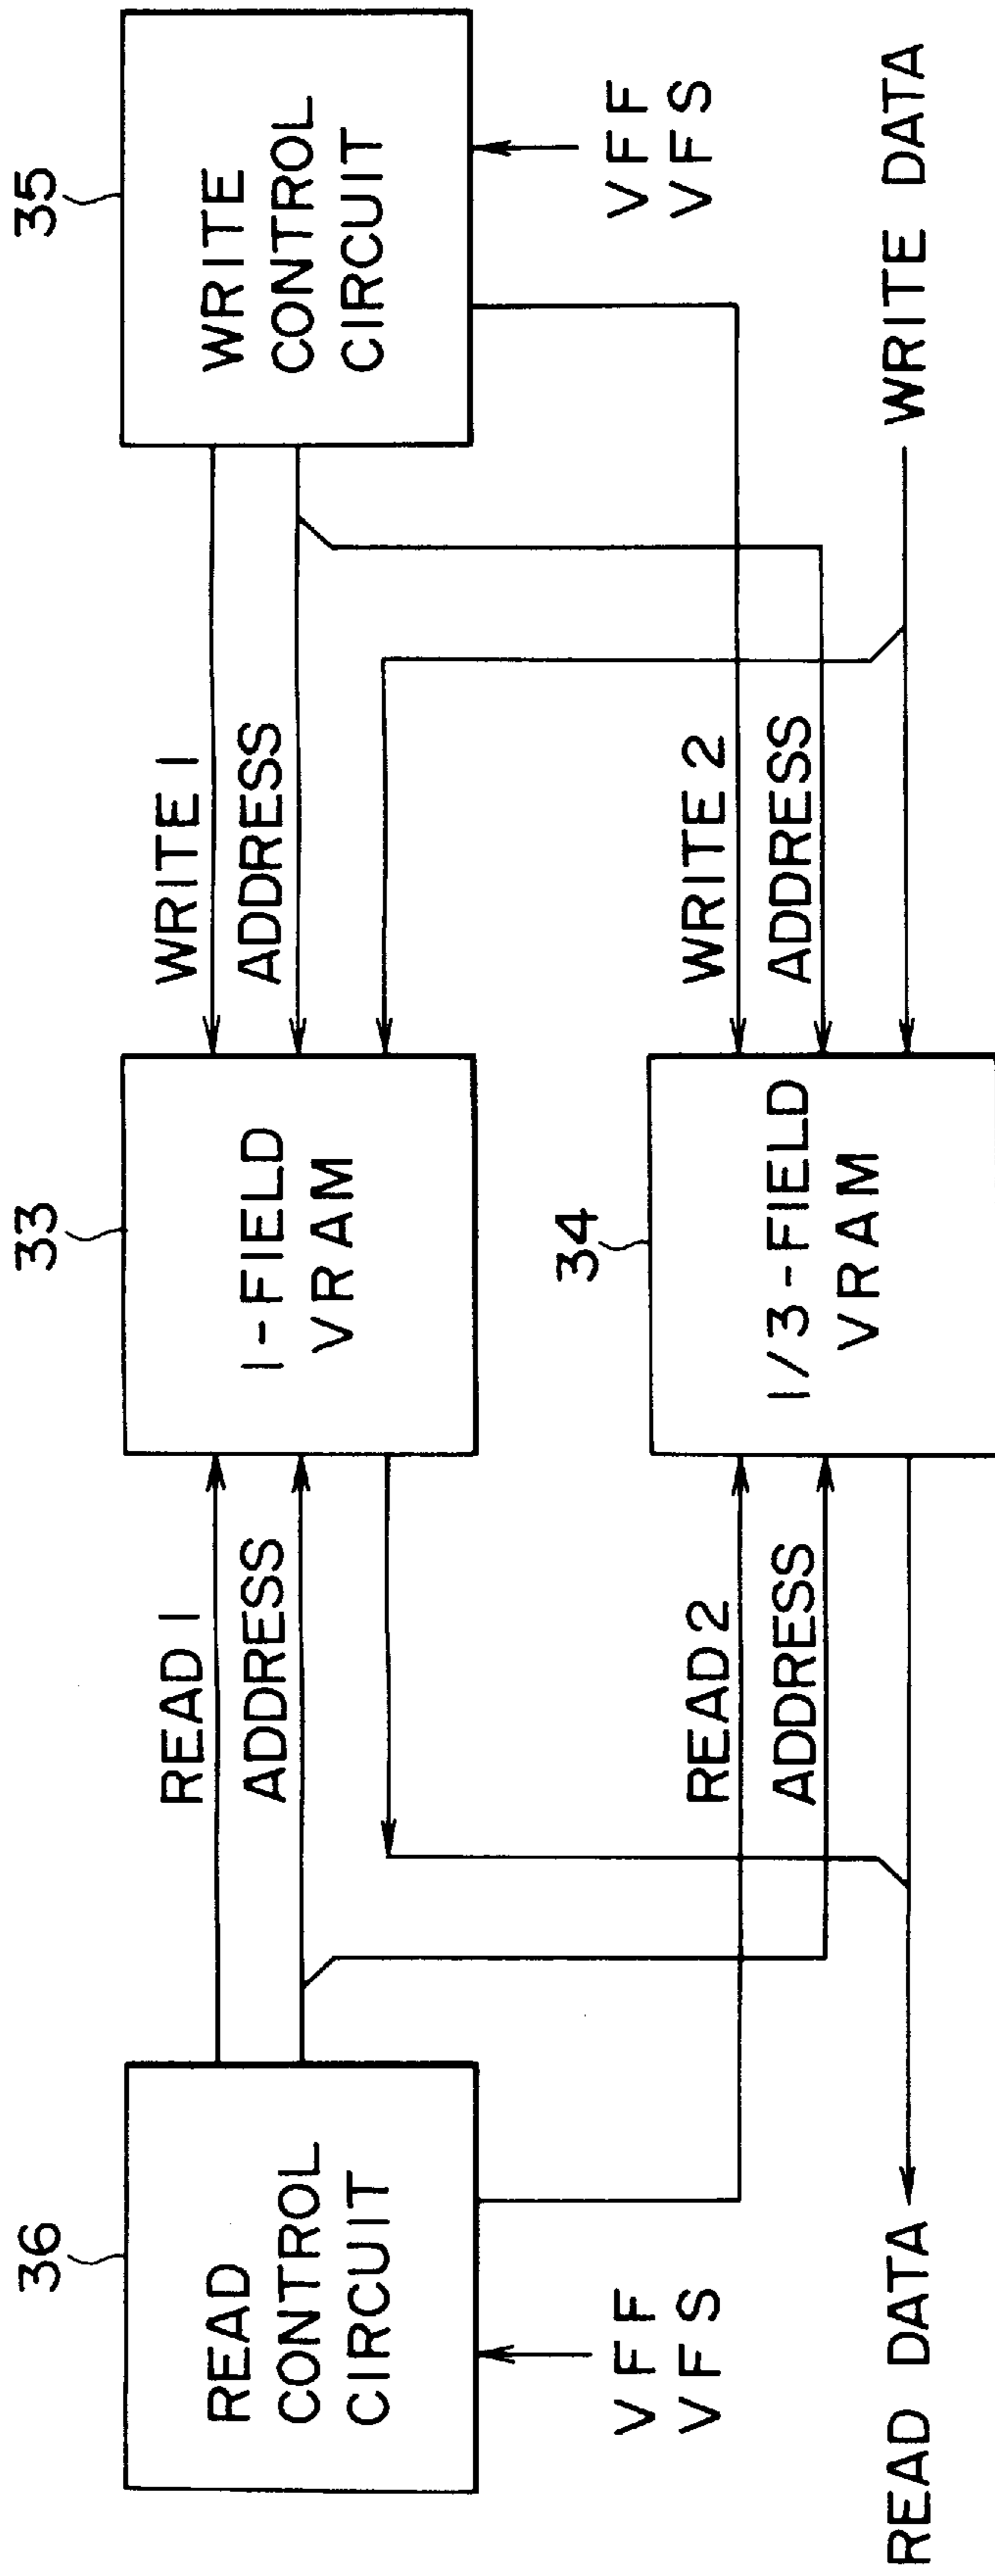 36
READ
CONTROL
CIRCUIT
VFF
VFS
READ DATA
READ 1
ADDRESS
READ 2
ADDRESS
33
1-FIELD
VRAM
34
1/3-FIELD
VRAM
WRITE 1
ADDRESS
WRITE 2
ADDRESS
35
WRITE
CONTROL
CIRCUIT
VFF
VFS
WRITE DATA